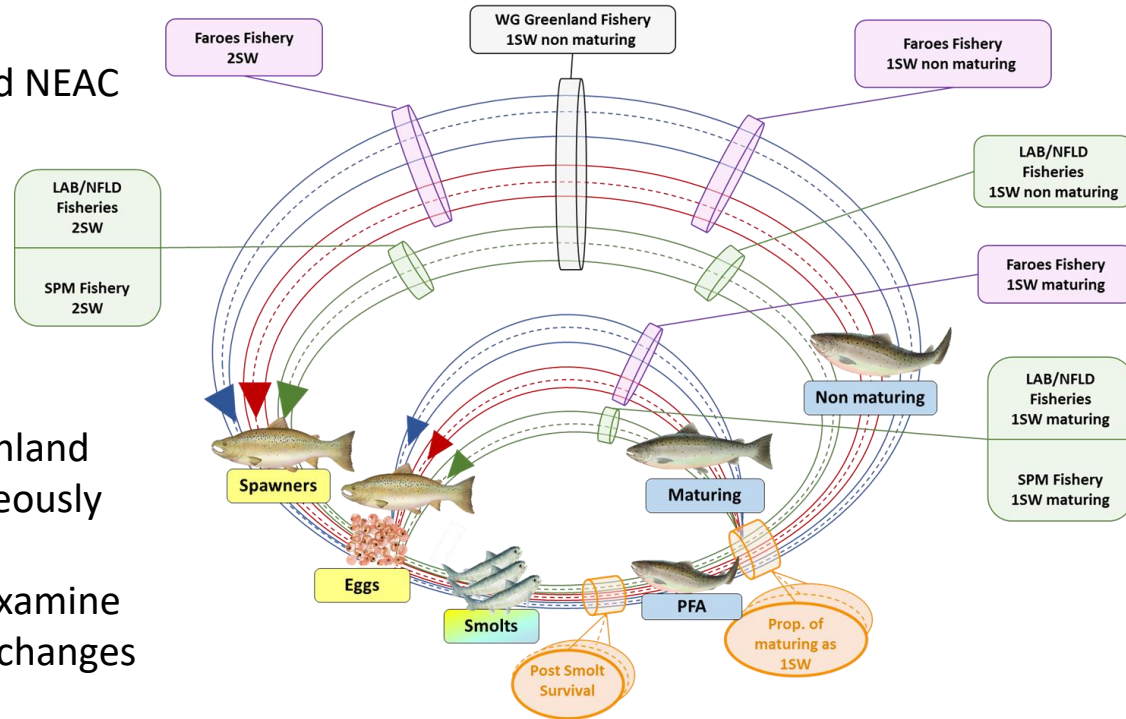 d NEAC
nland
eously
xamine
changes
Faroes Fishery
2SW
WG Greenland Fishery
1SW non maturing
Faroes Fishery
1SW non maturing
LAB/NFLD
Fisheries
2SW
SPM Fishery
2SW
LAB/NFLD
Fisheries
1SW non maturing
Faroes Fishery
1SW maturing
LAB/NFLD
Fisheries
1SW maturing
SPM Fishery
1SW maturing
Non maturing
Spawners
Maturing
Eggs
Smolts
PFA
Post Smolt
Survival
Prop. of
maturing as
1SW